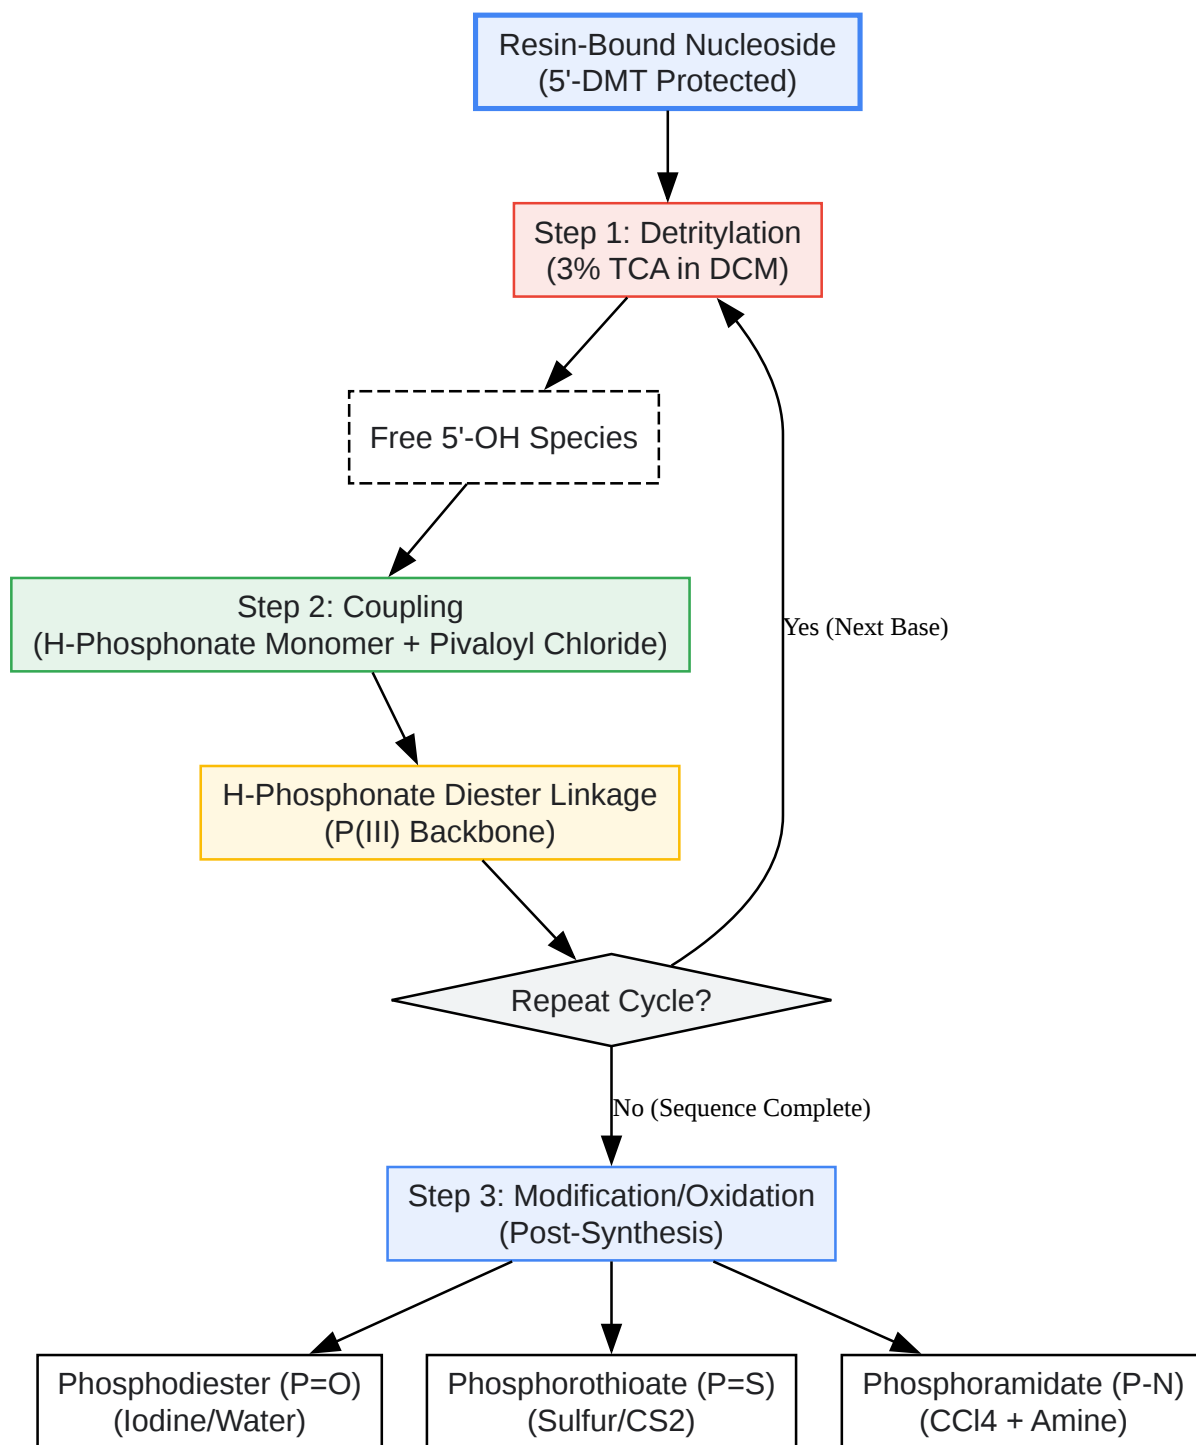 Resin-Bound Nucleoside
(5'-DMT Protected)
Step 1: Detritylation
(3% TCA in DCM)
Free 5'-OH Species
Step 2: Coupling
(H-Phosphonate Monomer + Pivaloyl Chloride)
Yes (Next Base)
H-Phosphonate Diester Linkage
(P(III) Backbone)
Repeat Cycle?
No (Sequence Complete)
Step 3: Modification/Oxidation
(Post-Synthesis)
Phosphodiester (P=O)
(Iodine/Water)
Phosphorothioate (P=S)
(Sulfur/CS2)
Phosphoramidate (P-N)
(CCl4 + Amine)